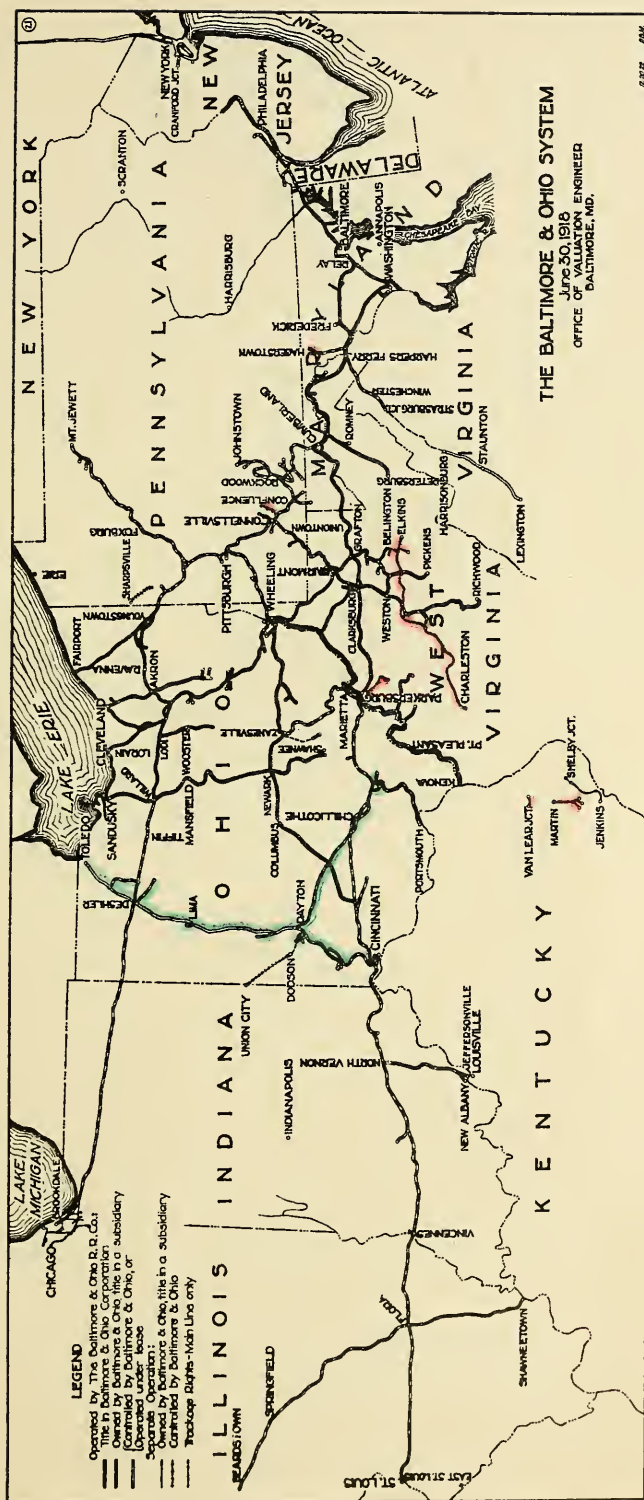 THE BALTIMORE & OHIO SYSTEM
June 30, 1918
OFFICE OF VALUATION ENGINEER
BALTIMORE, MD.
21
LEGEND
Operated by The Baltimore & Ohio R. R. Co.:
Title in Baltimore & Ohio Corporation
Owned by Baltimore & Ohio, title in a subsidiary
Controlled by Baltimore & Ohio, or
Operated under lease
Separate Operation:
Owned by Baltimore & Ohio, title in a subsidiary
Controlled by Baltimore & Ohio
Trackage Rights-Main Line only
LAKE MICHIGAN
CHICAGO
BROOKDALE
ILLINOIS
BEARDSTOWN
SPRINGFIELD
FLORA
SHAWNEETOWN
ST. LOUIS
EAST ST. LOUIS
VINCENNES
INDIANA
INDIANAPOLIS
NORTH VERNON
NEW ALBANY
JEFFERSONVILLE
LOUISVILLE
UNION CITY
KENTUCKY
VAN LEAR JCT.
MARTIN
SHELBY JCT.
JENKINS
LAKE ERIE
TOLEDO
SANDUSKY
DESHLER
LIMA
TIFFIN
WILLARD
MANSFIELD
OHIO
DODSON
DAYTON
CINCINNATI
COLUMBUS
NEWARK
CHILLICOTHE
PORTSMOUTH
CLEVELAND
LORAIN
LODI
WOOSTER
AKRON
RAVENNA
FAIRPORT
YOUNGSTOWN
ZANESVILLE
SHAWNEE
MARIETTA
KENOVA
PT. PLEASANT
PARKERSBURG
WEST VIRGINIA
CHARLESTON
RICHWOOD
PICKENS
ELKINS
BELINGTON
WESTON
CLARKSBURG
FAIRMONT
GRAFTON
WHEELING
PITTSBURGH
SHARPSVILLE
FOXBURG
ERIE
MT. JEWETT
PENNSYLVANIA
CONNELLSVILLE
UNIONTOWN
CONFLUENCE
ROCKWOOD
JOHNSTOWN
CUMBERLAND
ROMNEY
PETERSBURG
MARYLAND
VIRGINIA
HARRISONBURG
STAUNTON
LEXINGTON
STRASBURG JCT.
WINCHESTER
HARPERS FERRY
HAGERSTOWN
FREDERICK
RELAY
WASHINGTON
BALTIMORE
ANNAPOLIS
CHESAPEAKE BAY
DELAWARE
HARRISBURG
SCRANTON
PHILADELPHIA
NEW JERSEY
NEW YORK
CRANFORD JCT.
NEW YORK
ATLANTIC OCEAN